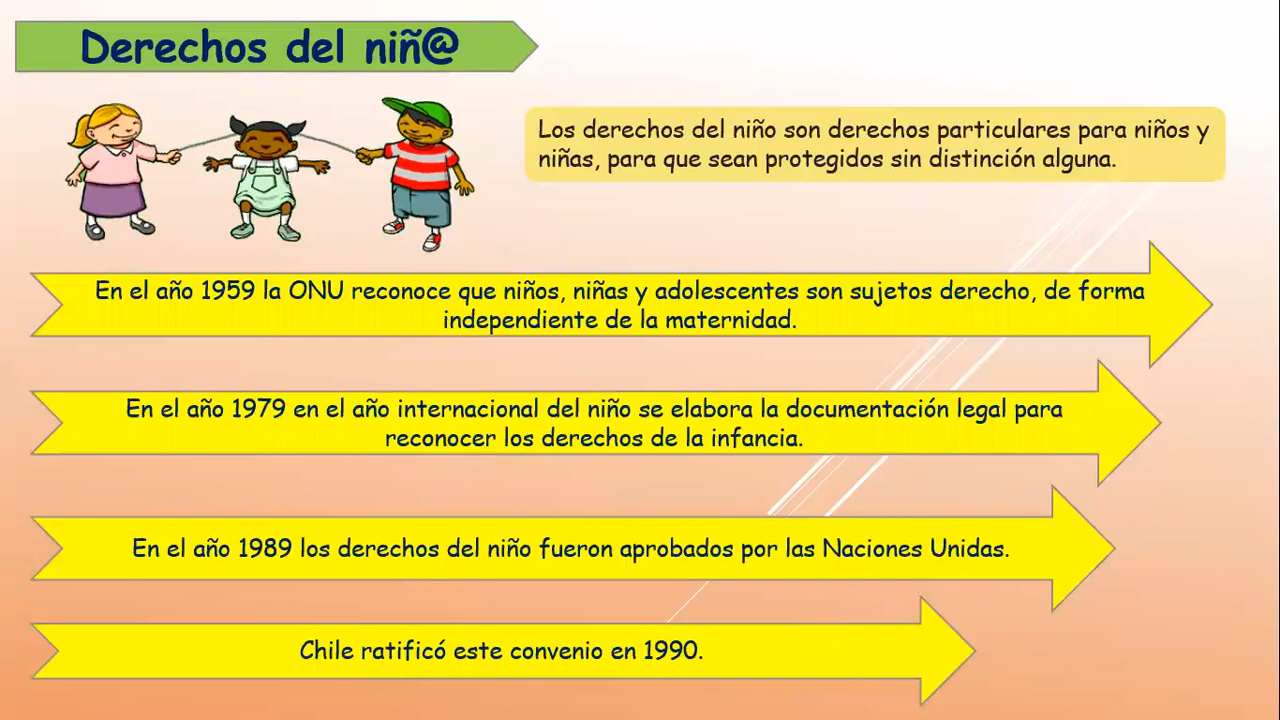 Derechos del niñ@
Los derechos del niño son derechos particulares para niños y
niñas, para que sean protegidos sin distinción alguna.
En el año 1959 la ONU reconoce que niños, niñas y adolescentes son sujetos derecho, de forma
independiente de la maternidad.
En el año 1979 en el año internacional del niño se elabora la documentación legal para
reconocer los derechos de la infancia.
En el año 1989 los derechos del niño fueron aprobados por las Naciones Unidas.
Chile ratificó este convenio en 1990.